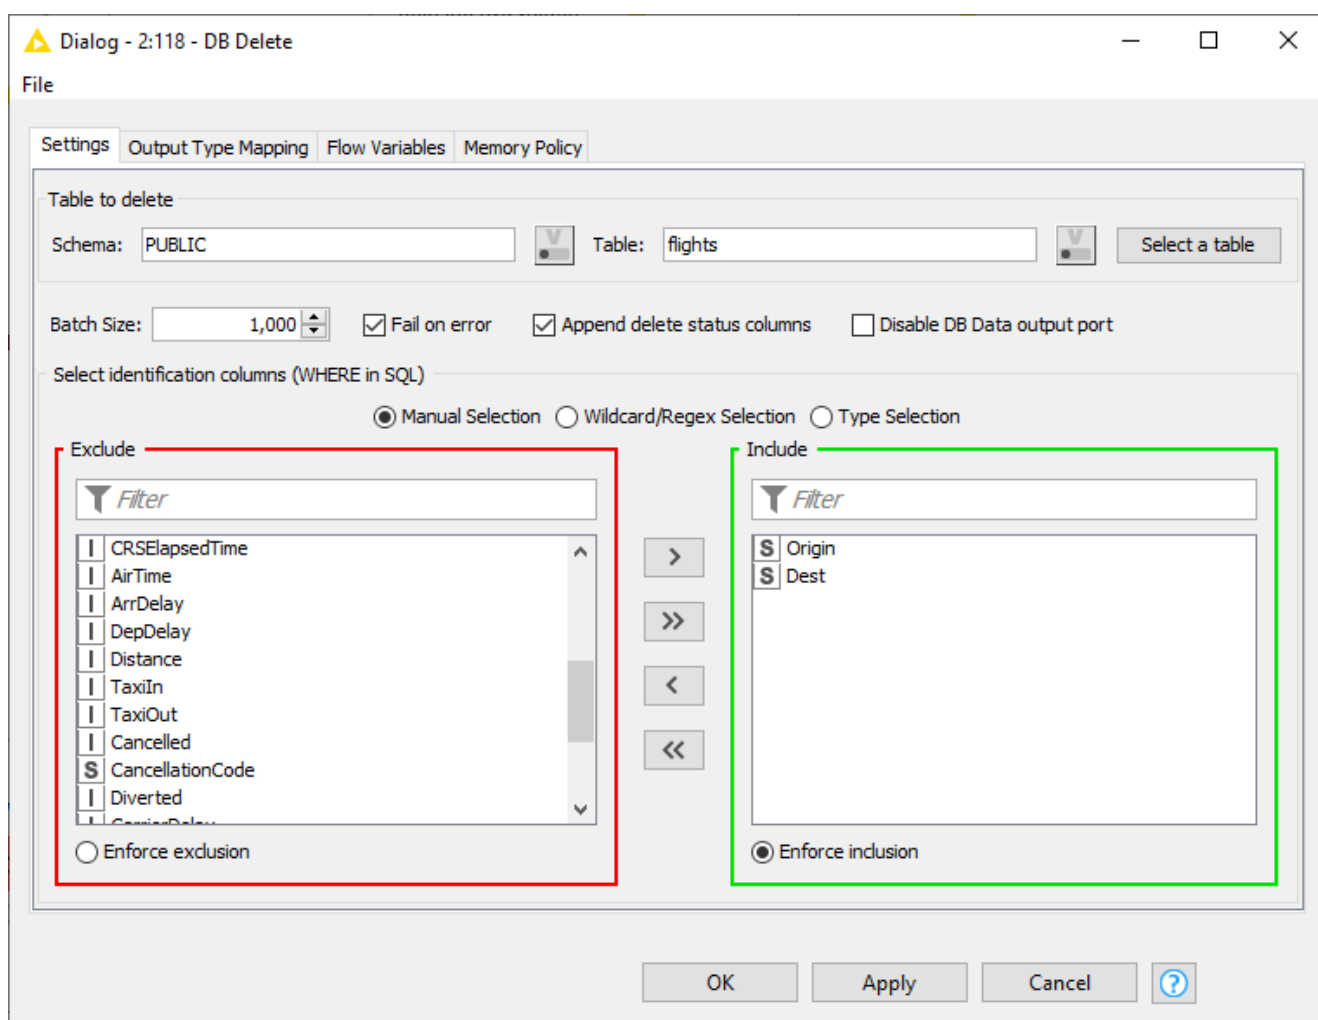 Dialog - 2:118 - DB Delete
File
Settings Output Type Mapping Flow Variables Memory Policy
Table to delete
Schema: PUBLIC V Table: flights V Select a table
Batch Size: 1,000 Fail on error Append delete status columns Disable DB Data output port
Select identification columns (WHERE in SQL)
Manual Selection Wildcard/Regex Selection Type Selection
Exclude
Filter
I CRSElapsedTime
I AirTime
I ArrDelay
I DepDelay
I Distance
I TaxiIn
I TaxiOut
I Cancelled
S CancellationCode
I Diverted
I CarrierDelay
Enforce exclusion
>
>>
<
<<
Include
Filter
S Origin
S Dest
Enforce inclusion
OK Apply Cancel ?